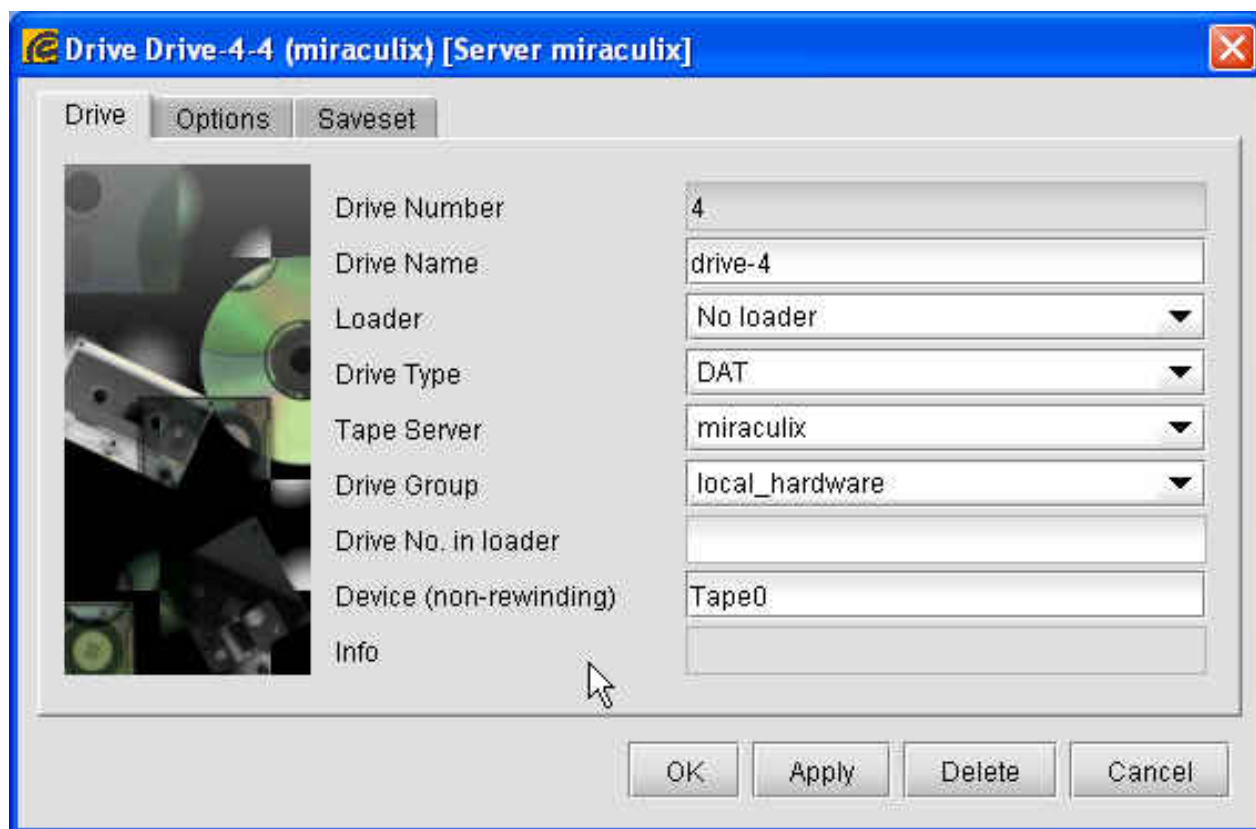 Drive Drive-4-4 (miraculix) [Server miraculix]
Drive Options Saveset
Drive Number 4
Drive Name drive-4
Loader No loader
Drive Type DAT
Tape Server miraculix
Drive Group local_hardware
Drive No. in loader
Device (non-rewinding) Tape0
Info
OK Apply Delete Cancel